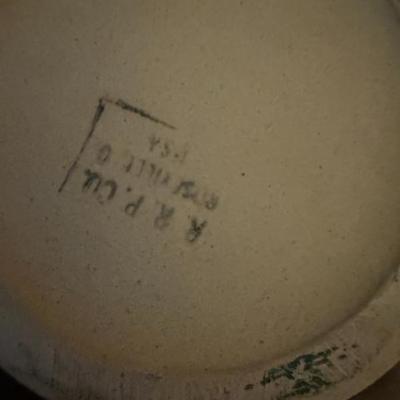 R. R. P. CO.
ROSEVILLE O
USA